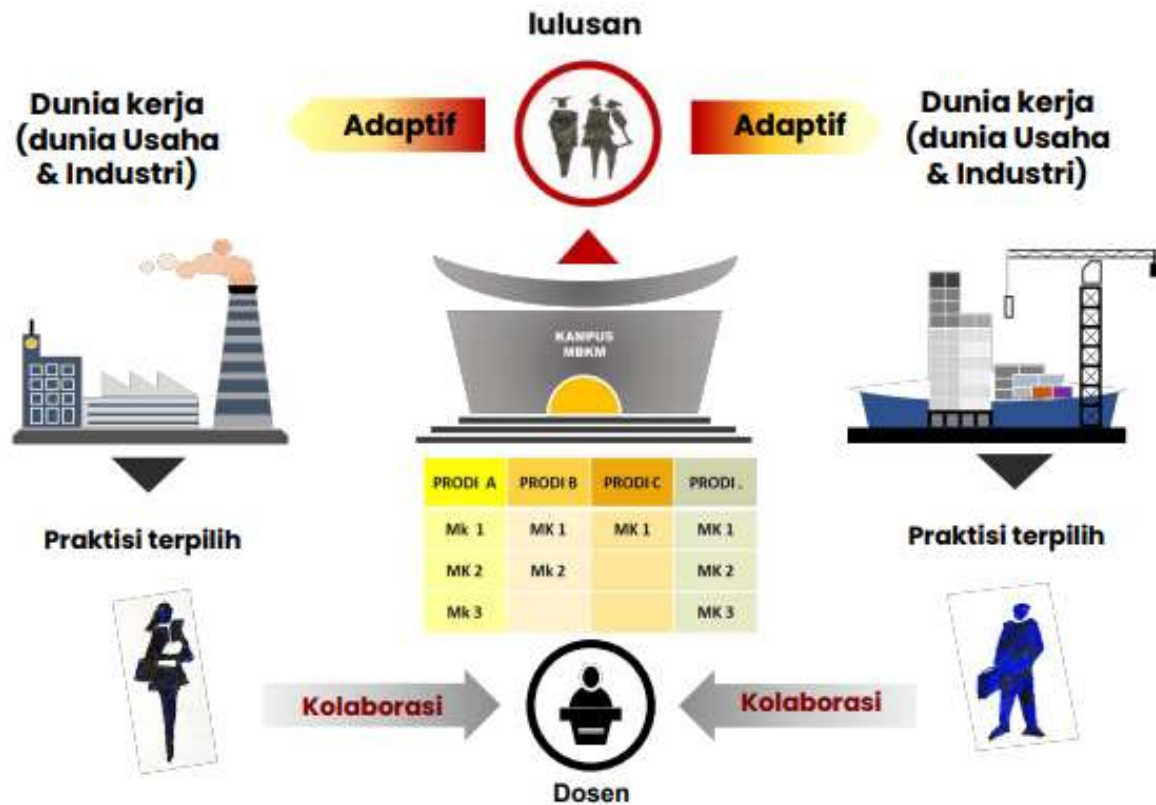 lulusan
Dunia kerja
(dunia Usaha
& Industri)
Adaptif
Adaptif
Dunia kerja
(dunia Usaha
& Industri)
KAMPUS
MBKM
PRODI A PRODI B PRODI C PRODI .
Mk 1 MK 1 MK 1 MK 1
MK 2 Mk 2 MK 2
Mk 3 MK 3
Praktisi terpilih
Praktisi terpilih
Kolaborasi
Kolaborasi
Dosen